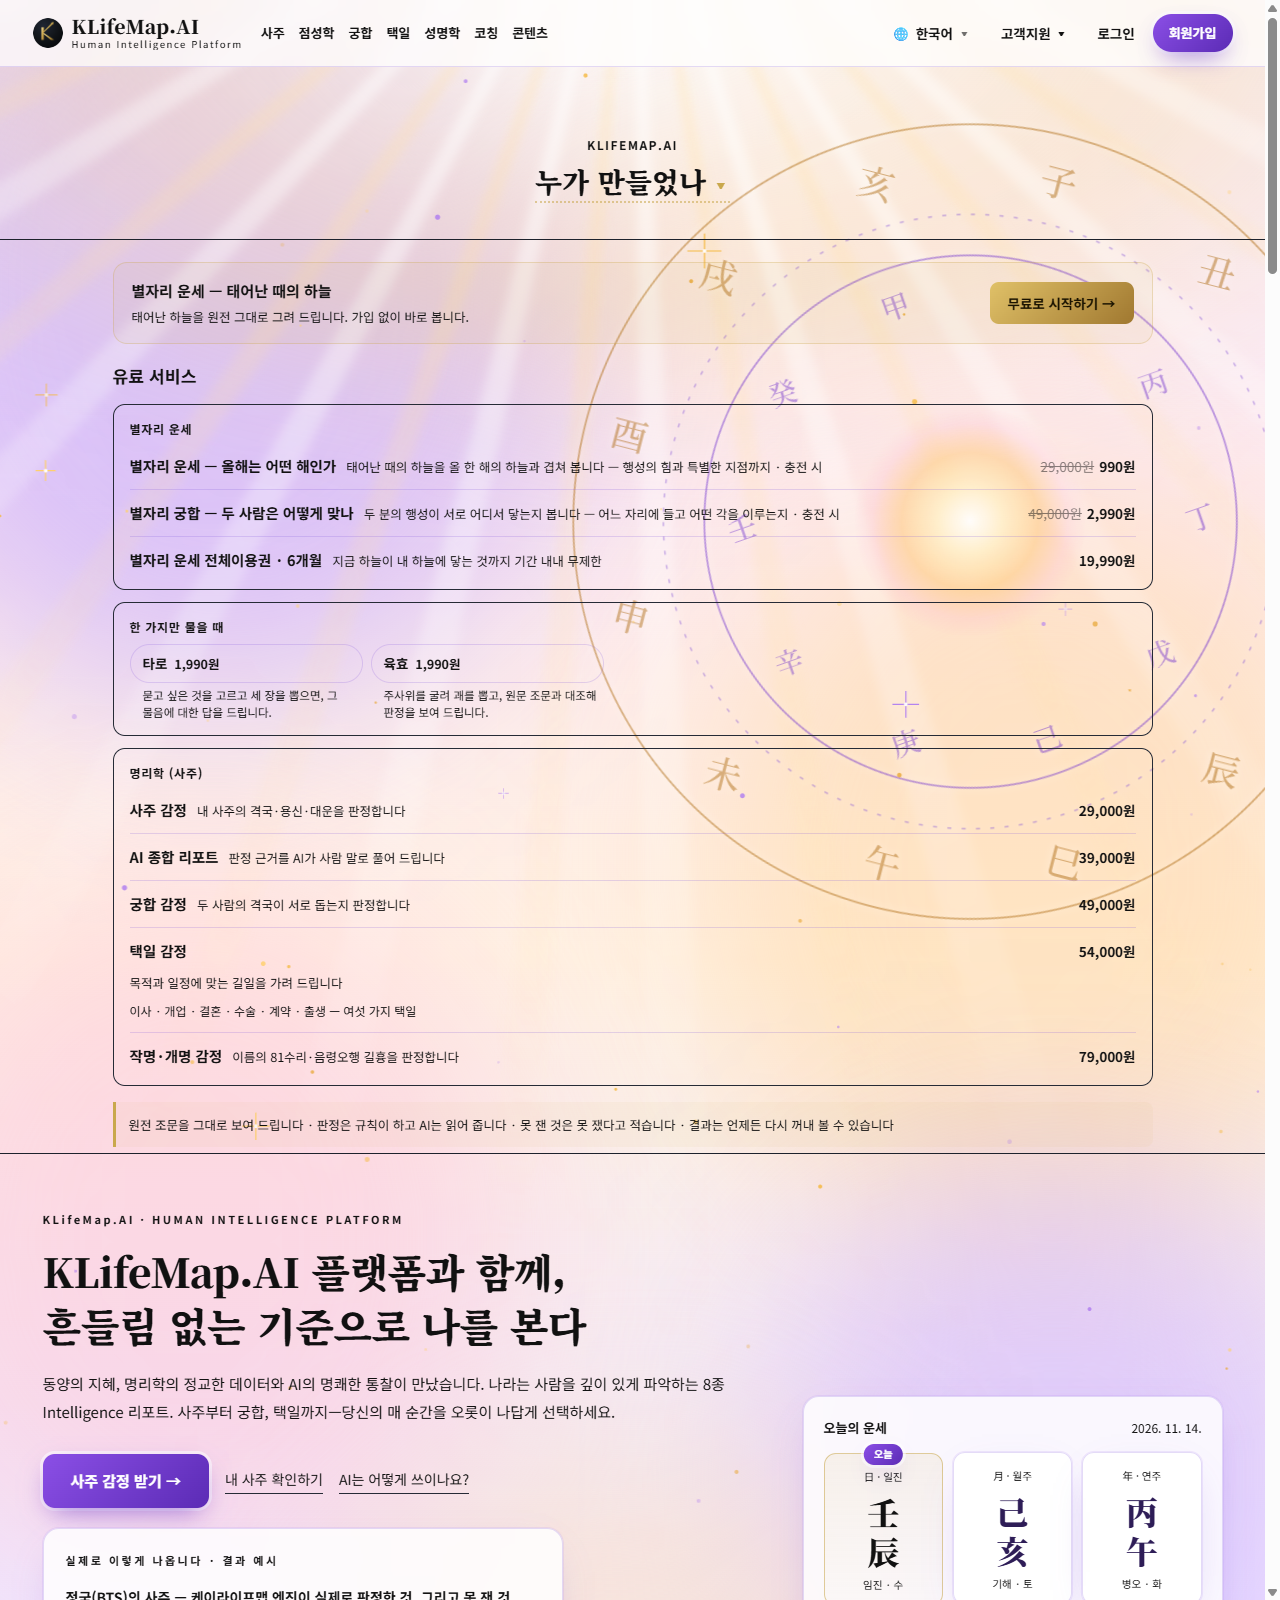 KLifeMap.AI
Human Intelligence Platform
사주 점성학 궁합 택일 성명학 코칭 콘텐츠
한국어 고객지원 로그인 회원가입
KLIFEMAP.AI
누가 만들었나
亥 子 丑 戌 酉 申 未 午 巳 辰
甲 丙 丁 戊 己 庚 辛 壬 癸
별자리 운세 — 태어난 때의 하늘
태어난 하늘을 원전 그대로 그려 드립니다. 가입 없이 바로 봅니다.
무료로 시작하기 →
유료 서비스
별자리 운세
별자리 운세 — 올해는 어떤 해인가 태어난 때의 하늘을 올 한 해의 하늘과 겹쳐 봅니다 — 행성의 힘과 특별한 지점까지 · 충전 시 29,000원 990원
별자리 궁합 — 두 사람은 어떻게 맞나 두 분의 행성이 서로 어디서 닿는지 봅니다 — 어느 자리에 들고 어떤 각을 이루는지 · 충전 시 49,000원 2,990원
별자리 운세 전체이용권 · 6개월 지금 하늘이 내 하늘에 닿는 것까지 기간 내내 무제한 19,990원
한 가지만 물을 때
타로 1,990원
묻고 싶은 것을 고르고 세 장을 뽑으면, 그
물음에 대한 답을 드립니다.
육효 1,990원
주사위를 굴려 괘를 뽑고, 원문 조문과 대조해
판정을 보여 드립니다.
명리학 (사주)
사주 감정 내 사주의 격국·용신·대운을 판정합니다 29,000원
AI 종합 리포트 판정 근거를 AI가 사람 말로 풀어 드립니다 39,000원
궁합 감정 두 사람의 격국이 서로 돕는지 판정합니다 49,000원
택일 감정 54,000원
목적과 일정에 맞는 길일을 가려 드립니다
이사 · 개업 · 결혼 · 수술 · 계약 · 출생 — 여섯 가지 택일
작명·개명 감정 이름의 81수리·음령오행 길흉을 판정합니다 79,000원
원전 조문을 그대로 보여 드립니다 · 판정은 규칙이 하고 AI는 읽어 줍니다 · 못 잰 것은 못 쟀다고 적습니다 · 결과는 언제든 다시 꺼내 볼 수 있습니다
KLifeMap.AI · HUMAN INTELLIGENCE PLATFORM
KLifeMap.AI 플랫폼과 함께,
흔들림 없는 기준으로 나를 본다
동양의 지혜, 명리학의 정교한 데이터와 AI의 명쾌한 통찰이 만났습니다. 나라는 사람을 깊이 있게 파악하는 8종
Intelligence 리포트. 사주부터 궁합, 택일까지—당신의 매 순간을 오롯이 나답게 선택하세요.
사주 감정 받기 → 내 사주 확인하기 AI는 어떻게 쓰이나요?
실제로 이렇게 나옵니다 · 결과 예시
정국(BTS)의 사주 — 케이라이프맵 엔진이 실제로 판정한 것, 그리고 못 잰 것
오늘의 운세 2026. 11. 14.
오늘
日 · 일진
壬
辰
임진 · 수
月 · 월주
己
亥
기해 · 토
年 · 연주
丙
午
병오 · 화